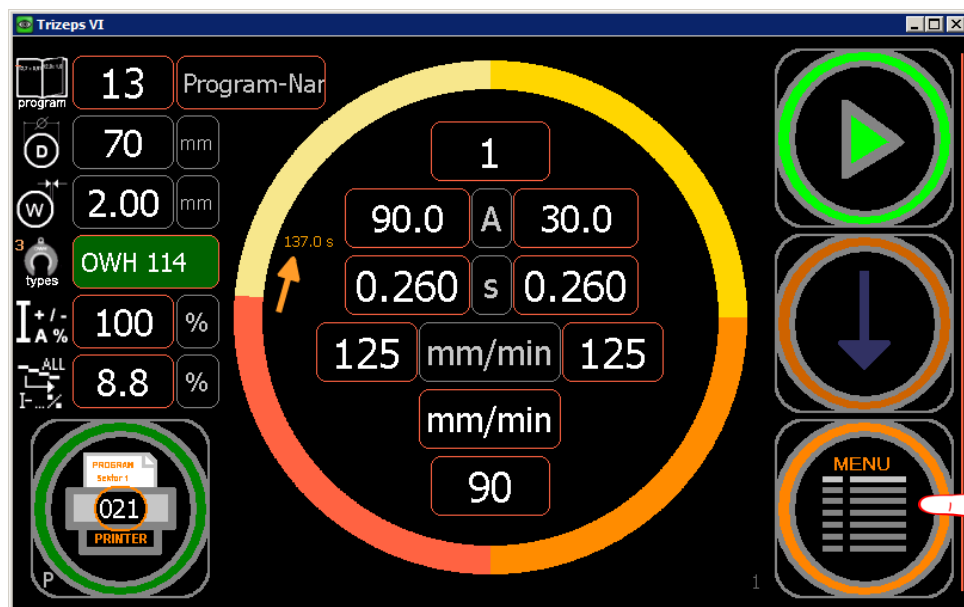 Trizeps VI
program
13
Program-Nar
D
70
mm
W
2.00
mm
3
types
OWH 114
I + / -
A %
100
%
ALL
I-...%
8.8
%
PROGRAM
Sektor 1
021
PRINTER
P
137.0 s
1
90.0 A 30.0
0.260 s 0.260
125 mm/min 125
mm/min
90
MENU
1